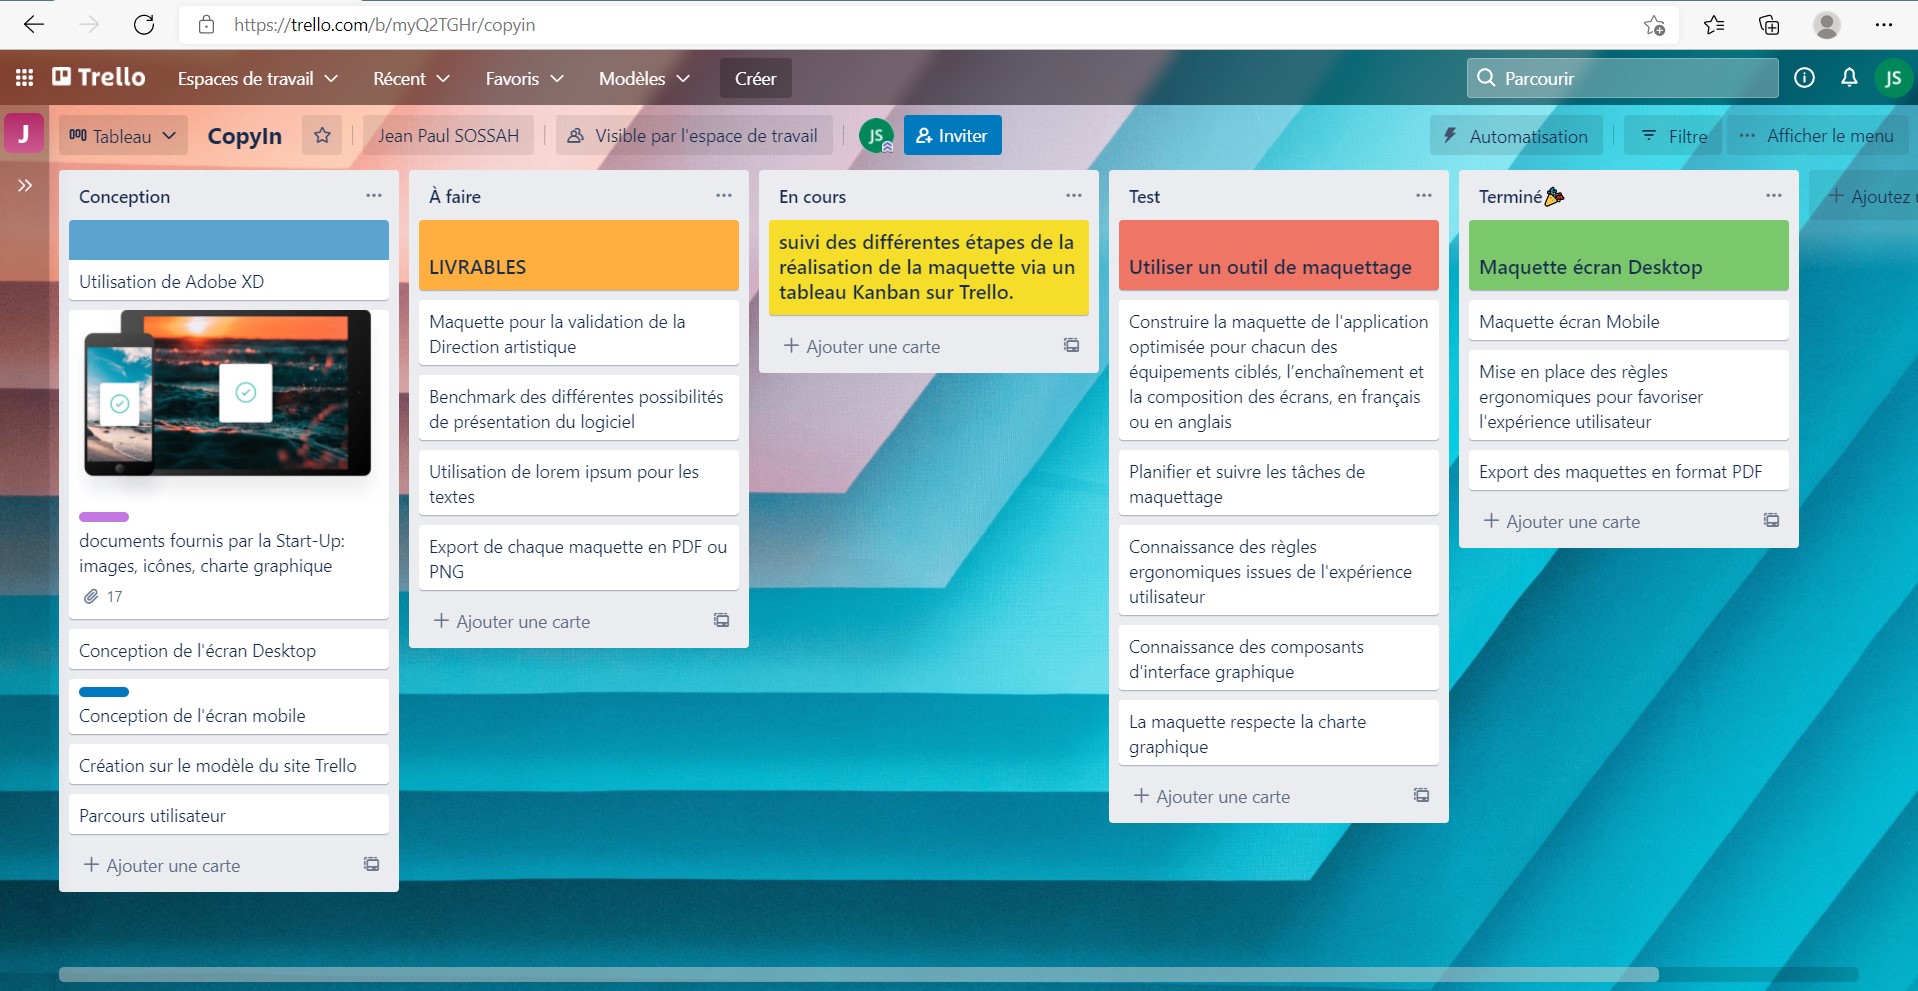 https://trello.com/b/myQ2TGHr/copyin
Trello
Espaces de travail
Récent
Favoris
Modèles
Créer
Parcourir
JS
J
Tableau
CopyIn
Jean Paul SOSSAH
Visible par l'espace de travail
JS
Inviter
Automatisation
Filtre
Afficher le menu
Conception
Utilisation de Adobe XD
documents fournis par la Start-Up:
images, icônes, charte graphique
17
Conception de l'écran Desktop
Conception de l'écran mobile
Création sur le modèle du site Trello
Parcours utilisateur
+ Ajouter une carte
À faire
LIVRABLES
Maquette pour la validation de la
Direction artistique
Benchmark des différentes possibilités
de présentation du logiciel
Utilisation de lorem ipsum pour les
textes
Export de chaque maquette en PDF ou
PNG
+ Ajouter une carte
En cours
suivi des différentes étapes de la
réalisation de la maquette via un
tableau Kanban sur Trello.
+ Ajouter une carte
Test
Utiliser un outil de maquettage
Construire la maquette de l'application
optimisée pour chacun des
équipements ciblés, l’enchaînement et
la composition des écrans, en français
ou en anglais
Planifier et suivre les tâches de
maquettage
Connaissance des règles
ergonomiques issues de l'expérience
utilisateur
Connaissance des composants
d'interface graphique
La maquette respecte la charte
graphique
+ Ajouter une carte
Terminé
Maquette écran Desktop
Maquette écran Mobile
Mise en place des règles
ergonomiques pour favoriser
l'expérience utilisateur
Export des maquettes en format PDF
+ Ajouter une carte
+ Ajoutez